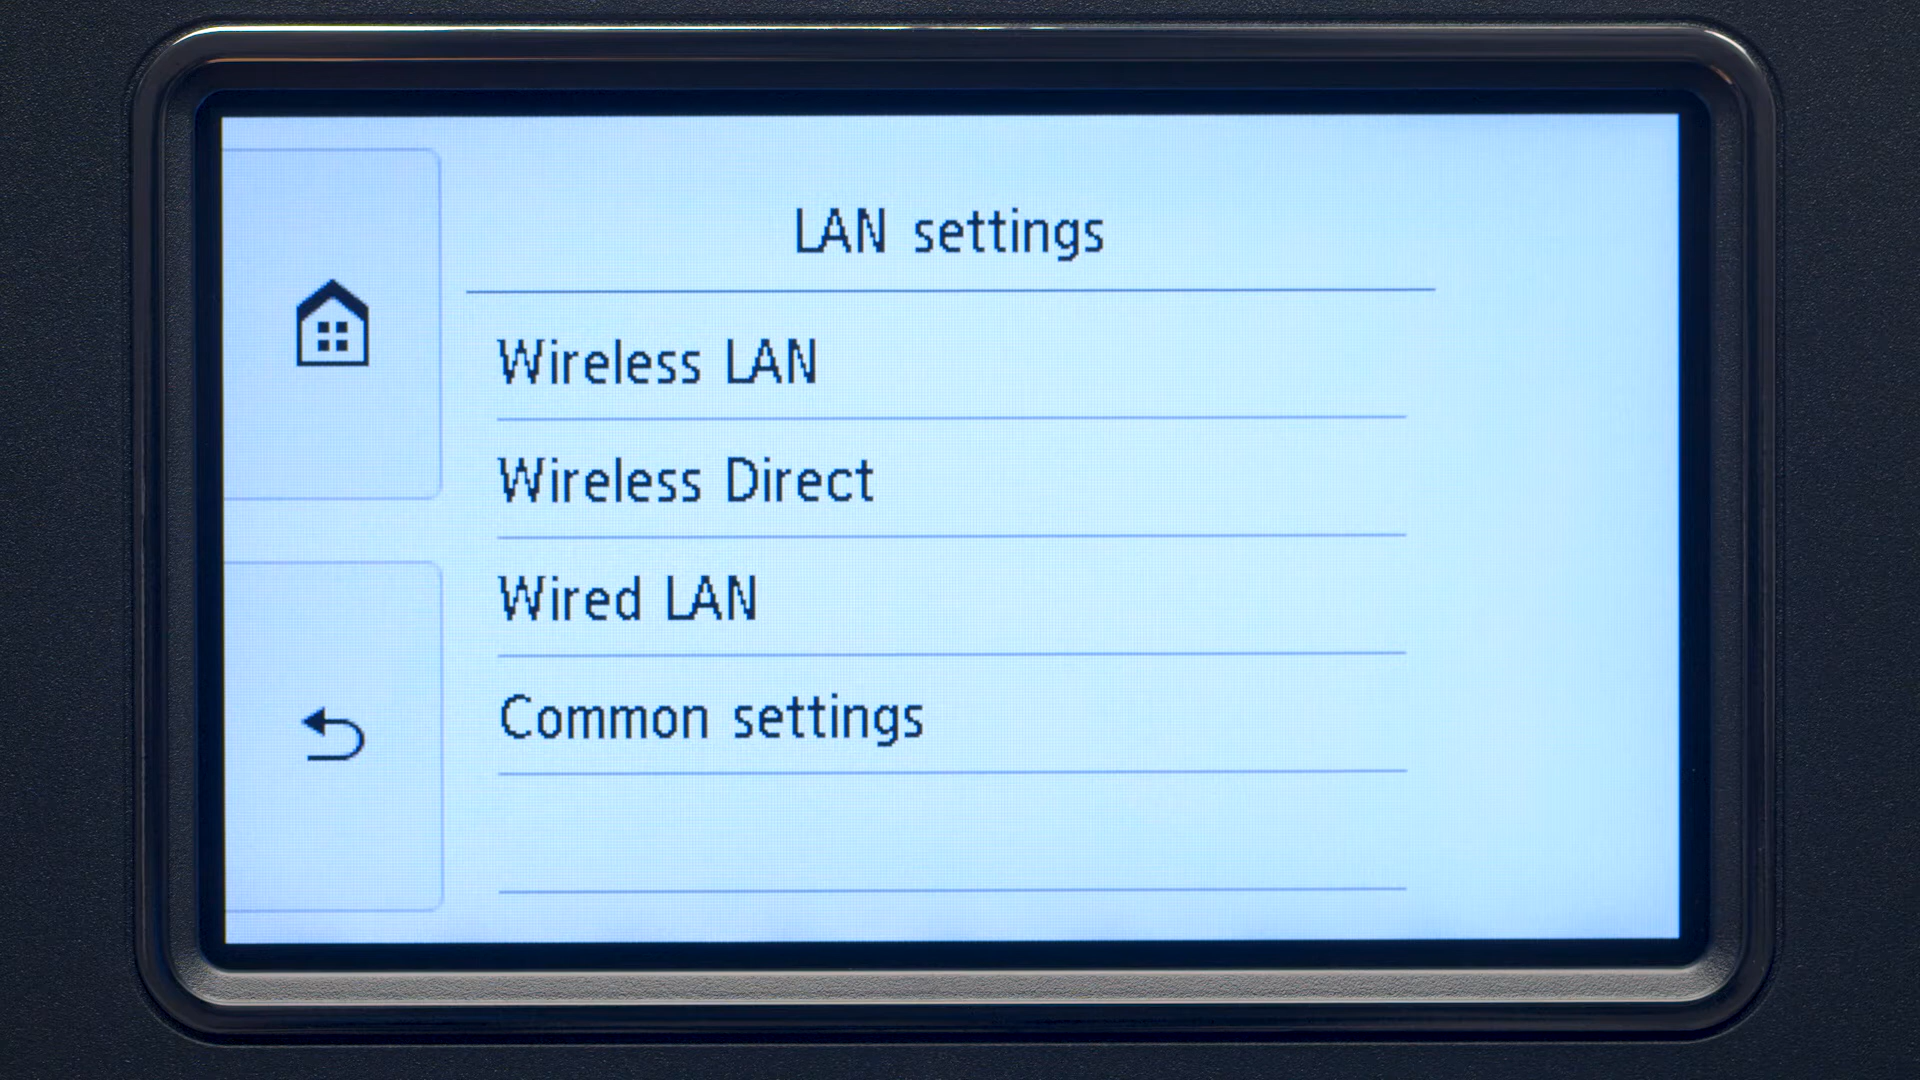 LAN settings
Wireless LAN
Wireless Direct
Wired LAN
Common settings